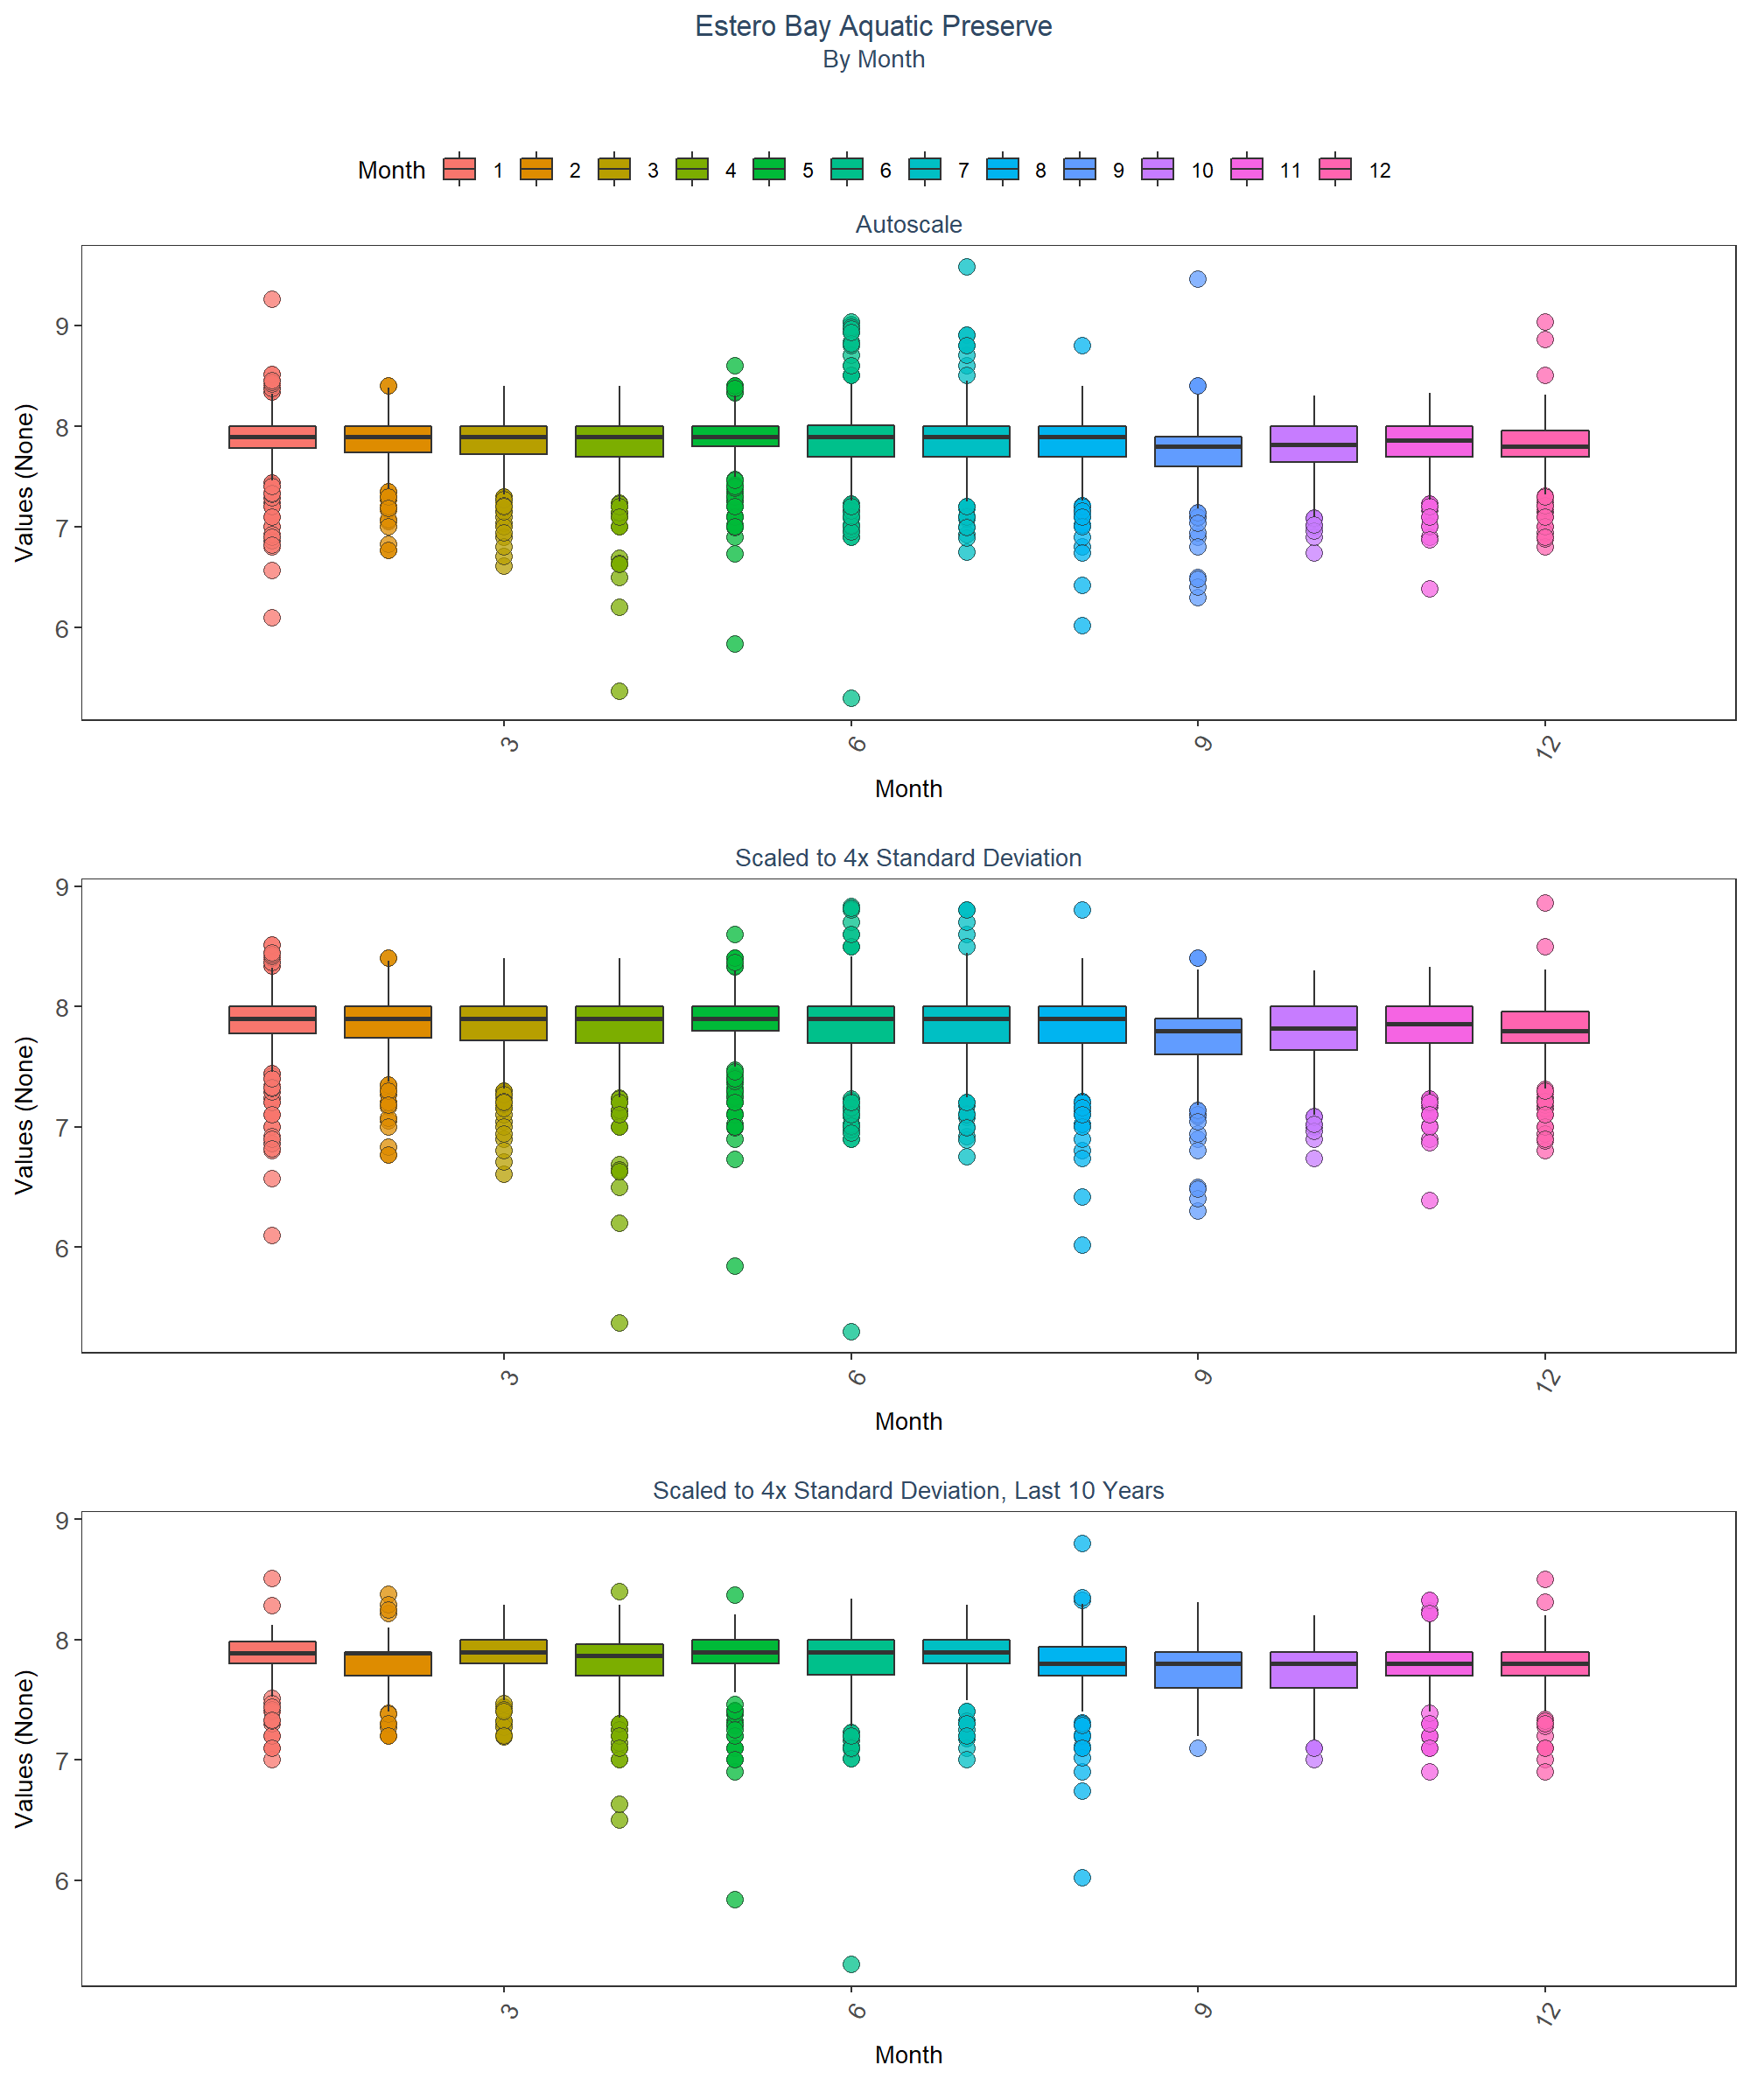 Estero Bay Aquatic Preserve
By Month
Month 1 2 3 4 5 6 7 8 9 10 11 12
Autoscale
Values (None)
9
8
7
6
3 6 9 12
Month
Scaled to 4x Standard Deviation
Values (None)
9
8
7
6
3 6 9 12
Month
Scaled to 4x Standard Deviation, Last 10 Years
Values (None)
9
8
7
6
3 6 9 12
Month